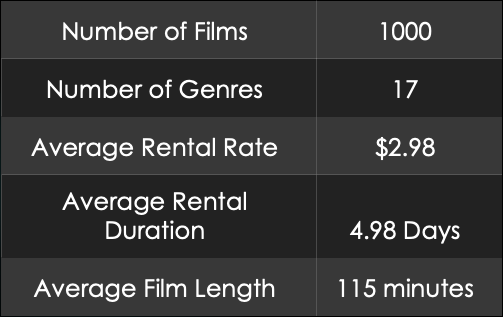 Number of Films 1000
Number of Genres 17
Average Rental Rate $2.98
Average Rental
Duration 4.98 Days
Average Film Length 115 minutes